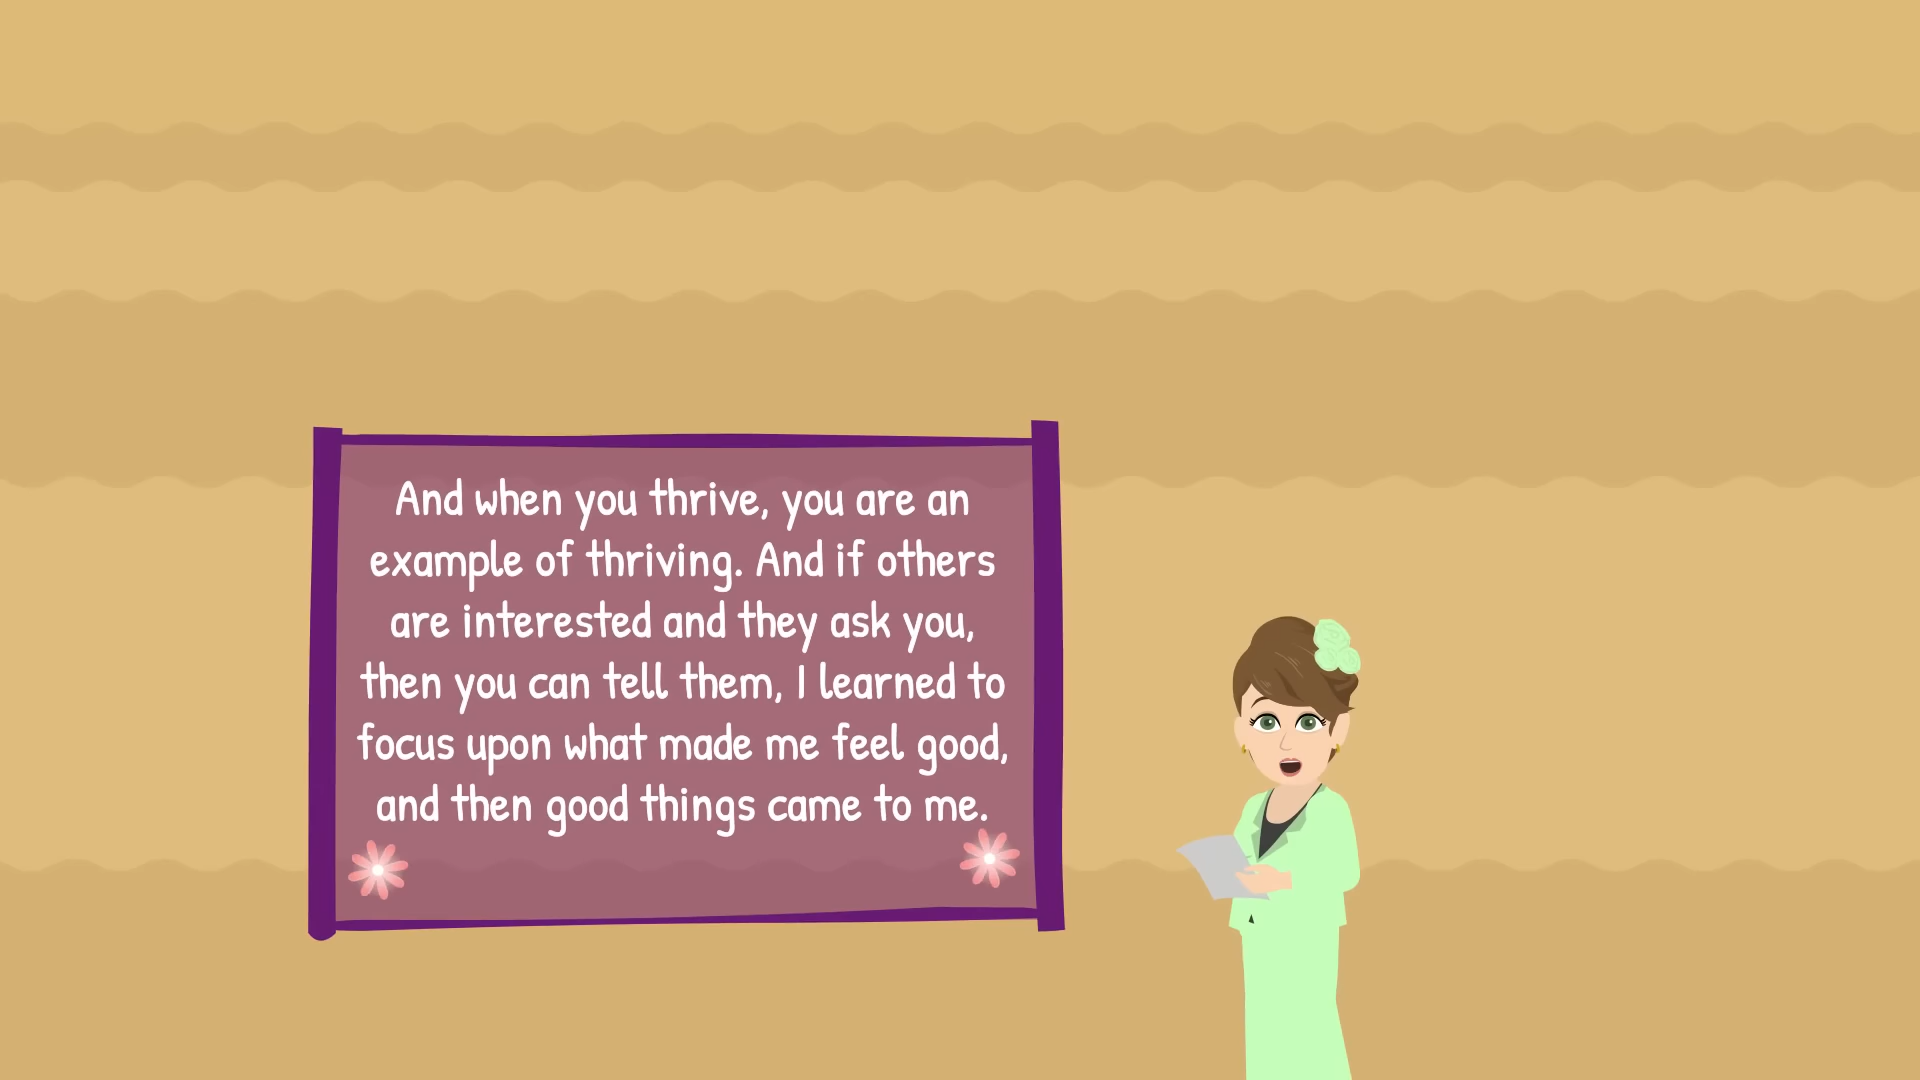 And when you thrive, you are an
example of thriving. And if others
are interested and they ask you,
then you can tell them, I learned to
focus upon what made me feel good,
and then good things came to me.